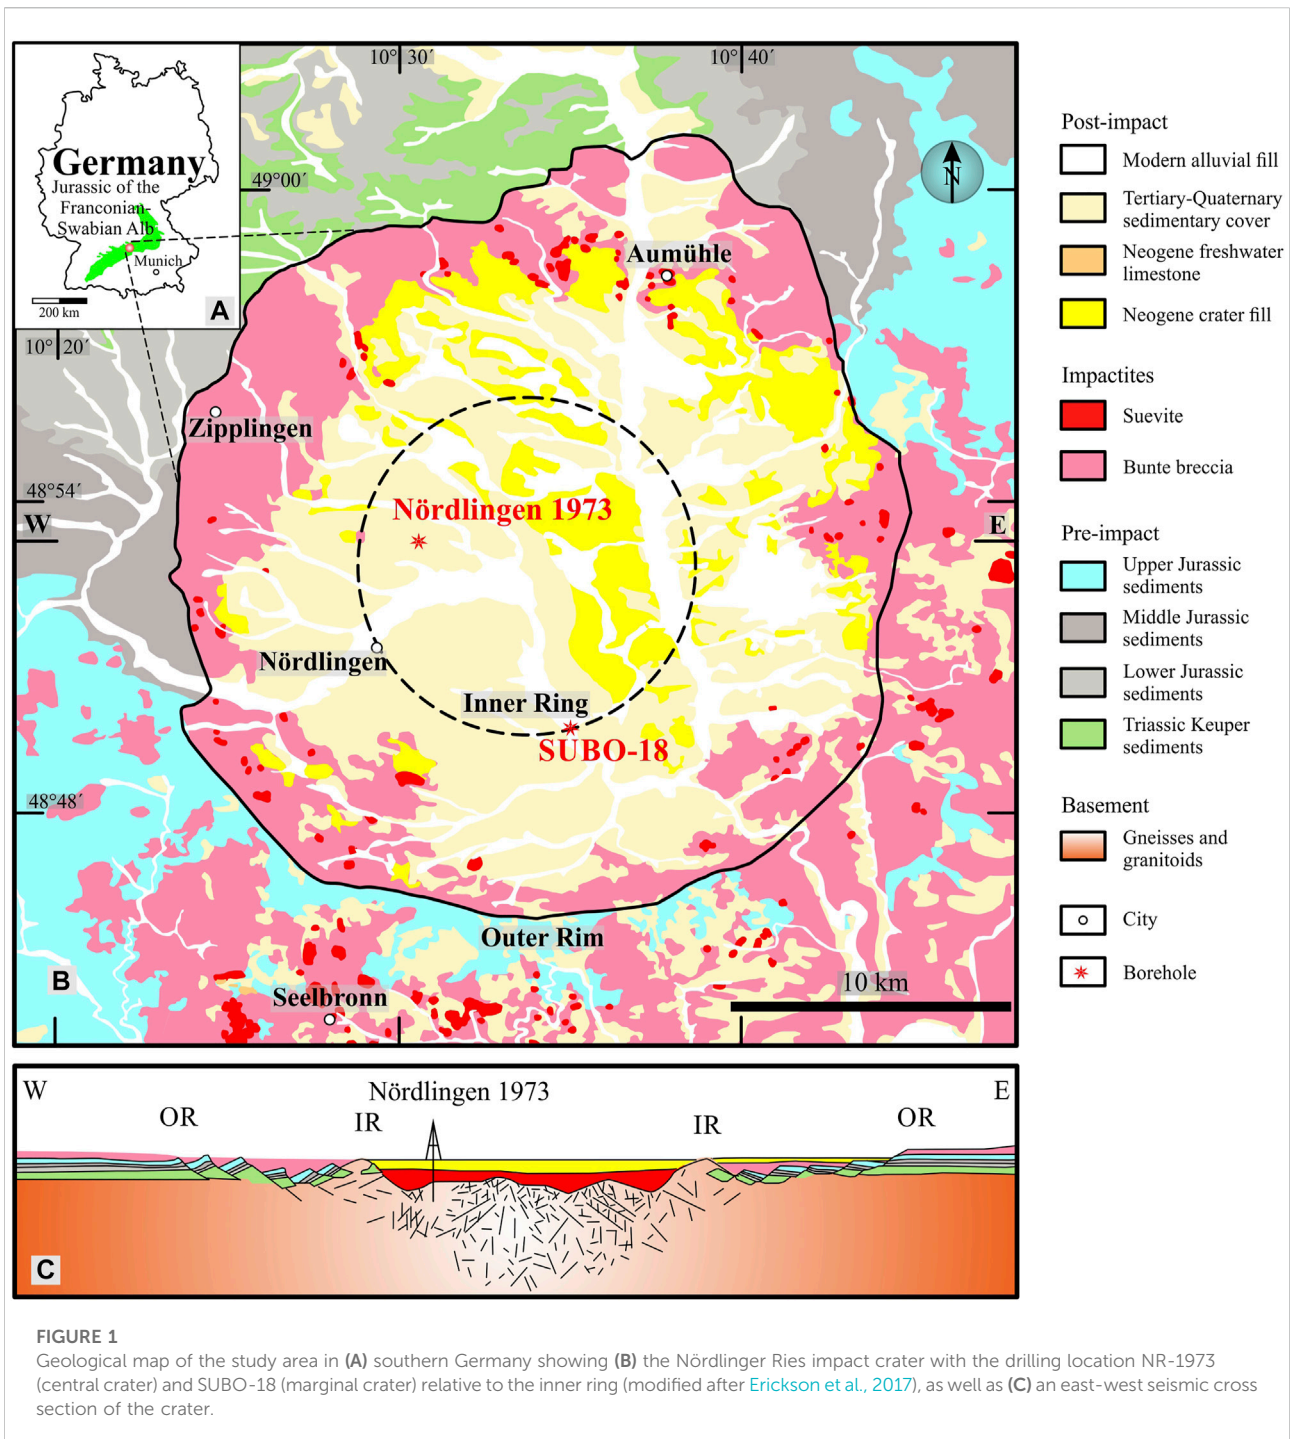 10° 30´
10° 40´
Germany
Jurassic of the
Franconian-
Swabian Alb
Munich
200 km
A
49°00´
N
10° 20´
Aumühle
Zipplingen
48°54´
W
E
Nördlingen 1973
Nördlingen
Inner Ring
SUBO-18
48°48´
Outer Rim
B
Seelbronn
10 km
Post-impact
Modern alluvial fill
Tertiary-Quaternary
sedimentary cover
Neogene freshwater
limestone
Neogene crater fill
Impactites
Suevite
Bunte breccia
Pre-impact
Upper Jurassic
sediments
Middle Jurassic
sediments
Lower Jurassic
sediments
Triassic Keuper
sediments
Basement
Gneisses and
granitoids
City
Borehole
W
Nördlingen 1973
E
OR
IR
IR
OR
C
FIGURE 1
Geological map of the study area in (A) southern Germany showing (B) the Nördlinger Ries impact crater with the drilling location NR-1973
(central crater) and SUBO-18 (marginal crater) relative to the inner ring (modified after Erickson et al., 2017), as well as (C) an east-west seismic cross
section of the crater.